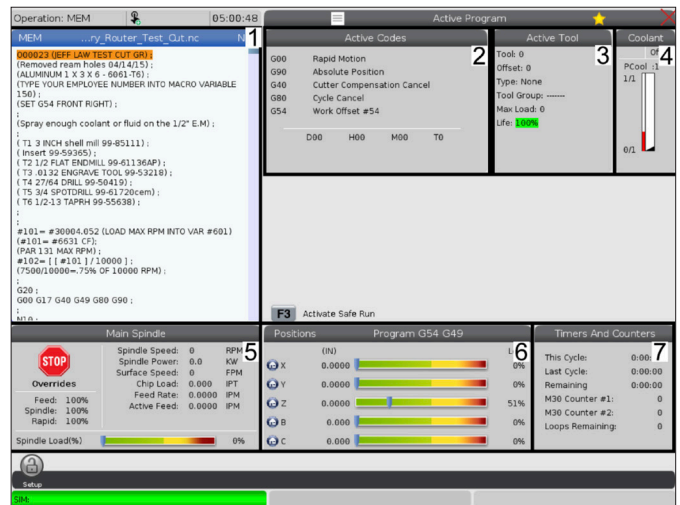 Operation: MEM
05:00:48
Active Program
MEM ...ry_Router_Test_Cut.nc N 1
O00023 (JEFF LAW TEST CUT GR) ;
(Removed ream holes 04/14/15) ;
(ALUMINUM 1 X 3 X 6 - 6061-T6) ;
(TYPE YOUR EMPLOYEE NUMBER INTO MACRO VARIABLE
150) ;
(SET G54 FRONT RIGHT) ;
;
(Spray enough coolant or fluid on the 1/2" E.M) ;
;
( T1 3 INCH shell mill 99-85111) ;
( Insert 99-59365) ;
( T2 1/2 FLAT ENDMILL 99-61136AP) ;
( T3 .0132 ENGRAVE TOOL 99-53218) ;
( T4 27/64 DRILL 99-50419) ;
( T5 3/4 SPOTDRILL 99-61720cem) ;
( T6 1/2-13 TAPRH 99-55638) ;
;
;
#101= #30004.052 (LOAD MAX RPM INTO VAR #601)
(#101= #6631 CF);
(PAR 131 MAX RPM) ;
#102= [ [ #101 ] / 10000 ] ;
(7500/10000=.75% OF 10000 RPM) ;
;
G20 ;
G00 G17 G40 G49 G80 G90 ;
;
N10 ;
Active Codes
2
G00 Rapid Motion
G90 Absolute Position
G40 Cutter Compensation Cancel
G80 Cycle Cancel
G54 Work Offset #54
D00 H00 M00 T0
Active Tool
3
Tool: 0
Offset: 0
Type: None
Tool Group: -------
Max Load: 0
Life: 100%
Coolant
4
PCool :1
1/1
0/1
F3 Activate Safe Run
Main Spindle
5
STOP
Overrides
Feed: 100%
Spindle: 100%
Rapid: 100%
Spindle Speed: 0 RPM
Spindle Power: 0.0 KW
Surface Speed: 0 FPM
Chip Load: 0.000 IPT
Feed Rate: 0.0000 IPM
Active Feed: 0.0000 IPM
Spindle Load(%) 0%
Positions Program G54 G49
6
(IN)
X 0.0000 0%
Y 0.0000 0%
Z 0.0000 51%
B 0.000 0%
C 0.000 0%
Timers And Counters
7
This Cycle: 0:00:
Last Cycle: 0:00:00
Remaining 0:00:00
M30 Counter #1: 0
M30 Counter #2: 0
Loops Remaining: 0
Setup
SIM: